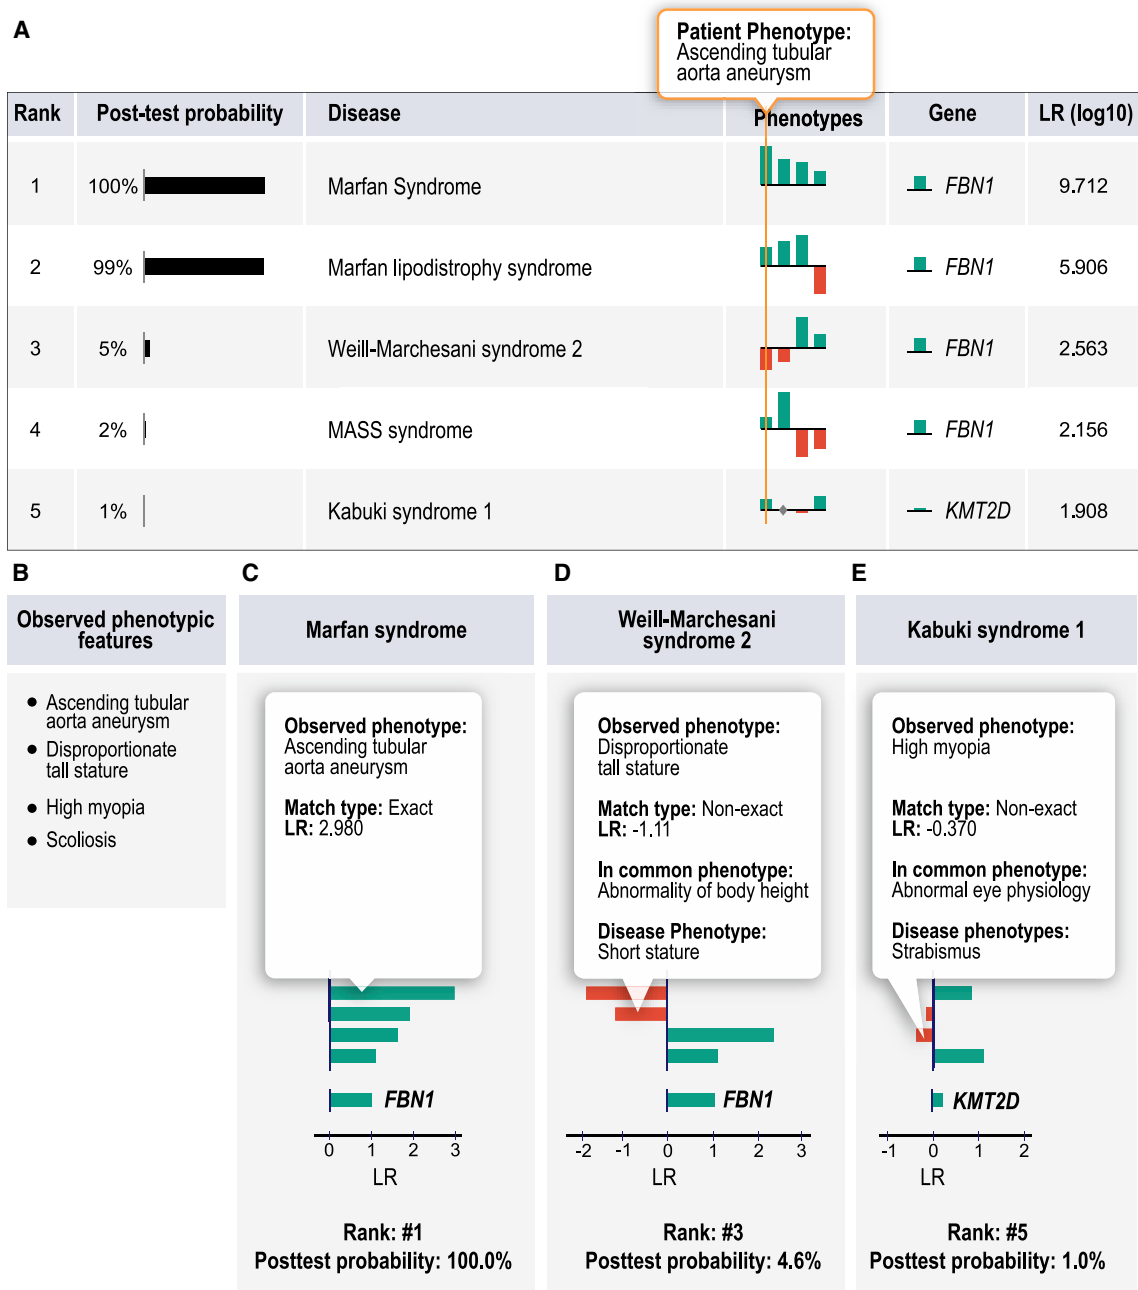 A
Patient Phenotype:
Ascending tubular
aorta aneurysm
Rank Post-test probability Disease Phenotypes Gene LR (log10)
1 100% Marfan Syndrome FBN1 9.712
2 99% Marfan lipodistrophy syndrome FBN1 5.906
3 5% Weill-Marchesani syndrome 2 FBN1 2.563
4 2% MASS syndrome FBN1 2.156
5 1% Kabuki syndrome 1 KMT2D 1.908
B
Observed phenotypic
features
● Ascending tubular
aorta aneurysm
● Disproportionate
tall stature
● High myopia
● Scoliosis
C
Marfan syndrome
Observed phenotype:
Ascending tubular
aorta aneurysm
Match type: Exact
LR: 2.980
FBN1
0 1 2 3
LR
Rank: #1
Posttest probability: 100.0%
D
Weill-Marchesani
syndrome 2
Observed phenotype:
Disproportionate
tall stature
Match type: Non-exact
LR: -1.11
In common phenotype:
Abnormality of body height
Disease Phenotype:
Short stature
FBN1
-2 -1 0 1 2 3
LR
Rank: #3
Posttest probability: 4.6%
E
Kabuki syndrome 1
Observed phenotype:
High myopia
Match type: Non-exact
LR: -0.370
In common phenotype:
Abnormal eye physiology
Disease phenotypes:
Strabismus
KMT2D
-1 0 1 2
LR
Rank: #5
Posttest probability: 1.0%